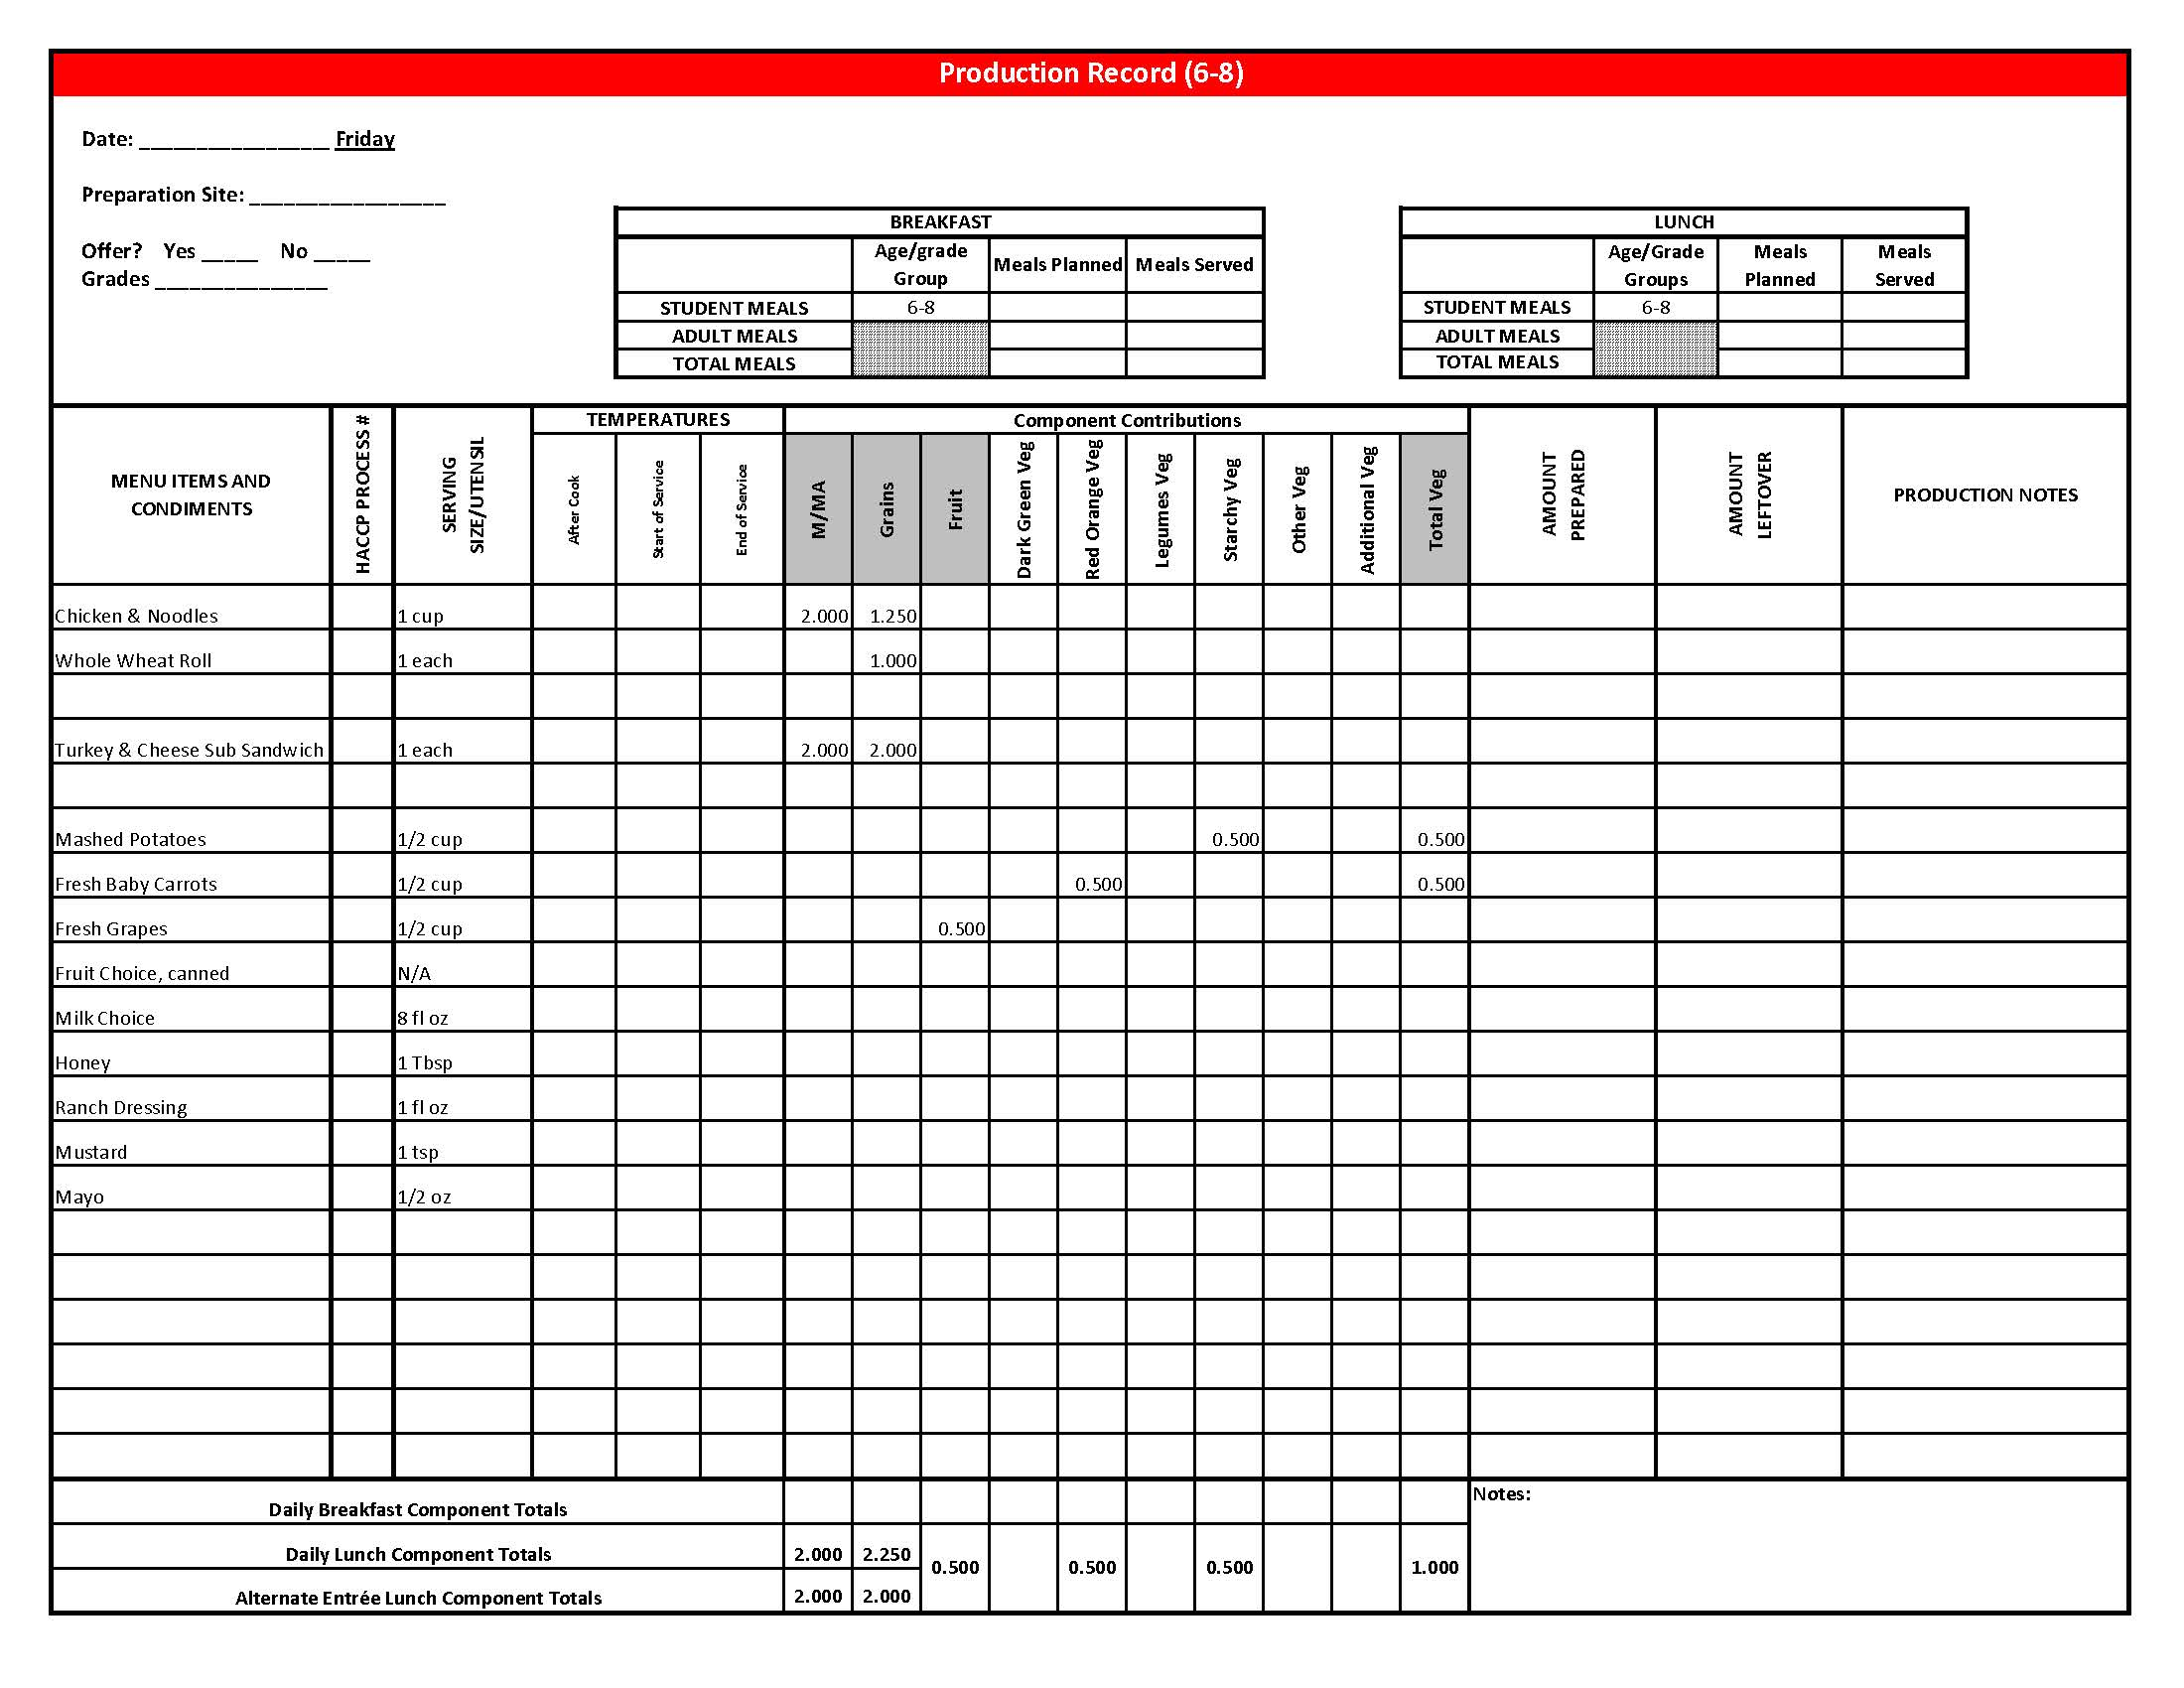 Production Record (6-8)
Date: _________________ Friday
Preparation Site: _________________
Offer? Yes _____ No _____
Grades _______________
BREAKFAST
Age/grade Group Meals Planned Meals Served
STUDENT MEALS 6-8
ADULT MEALS
TOTAL MEALS
LUNCH
Age/Grade Groups Meals Planned Meals Served
STUDENT MEALS 6-8
ADULT MEALS
TOTAL MEALS
MENU ITEMS AND CONDIMENTS
HACCP PROCESS #
SERVING SIZE/UTENSIL
TEMPERATURES
After Cook
Start of Service
End of Service
Component Contributions
M/MA
Grains
Fruit
Dark Green Veg
Red Orange Veg
Legumes Veg
Starchy Veg
Other Veg
Additional Veg
Total Veg
AMOUNT PREPARED
AMOUNT LEFTOVER
PRODUCTION NOTES
Chicken & Noodles 1 cup 2.000 1.250
Whole Wheat Roll 1 each 1.000
Turkey & Cheese Sub Sandwich 1 each 2.000 2.000
Mashed Potatoes 1/2 cup 0.500 0.500
Fresh Baby Carrots 1/2 cup 0.500 0.500
Fresh Grapes 1/2 cup 0.500
Fruit Choice, canned N/A
Milk Choice 8 fl oz
Honey 1 Tbsp
Ranch Dressing 1 fl oz
Mustard 1 tsp
Mayo 1/2 oz
Daily Breakfast Component Totals
Notes:
Daily Lunch Component Totals 2.000 2.250
0.500 0.500 0.500 1.000
Alternate Entrée Lunch Component Totals 2.000 2.000